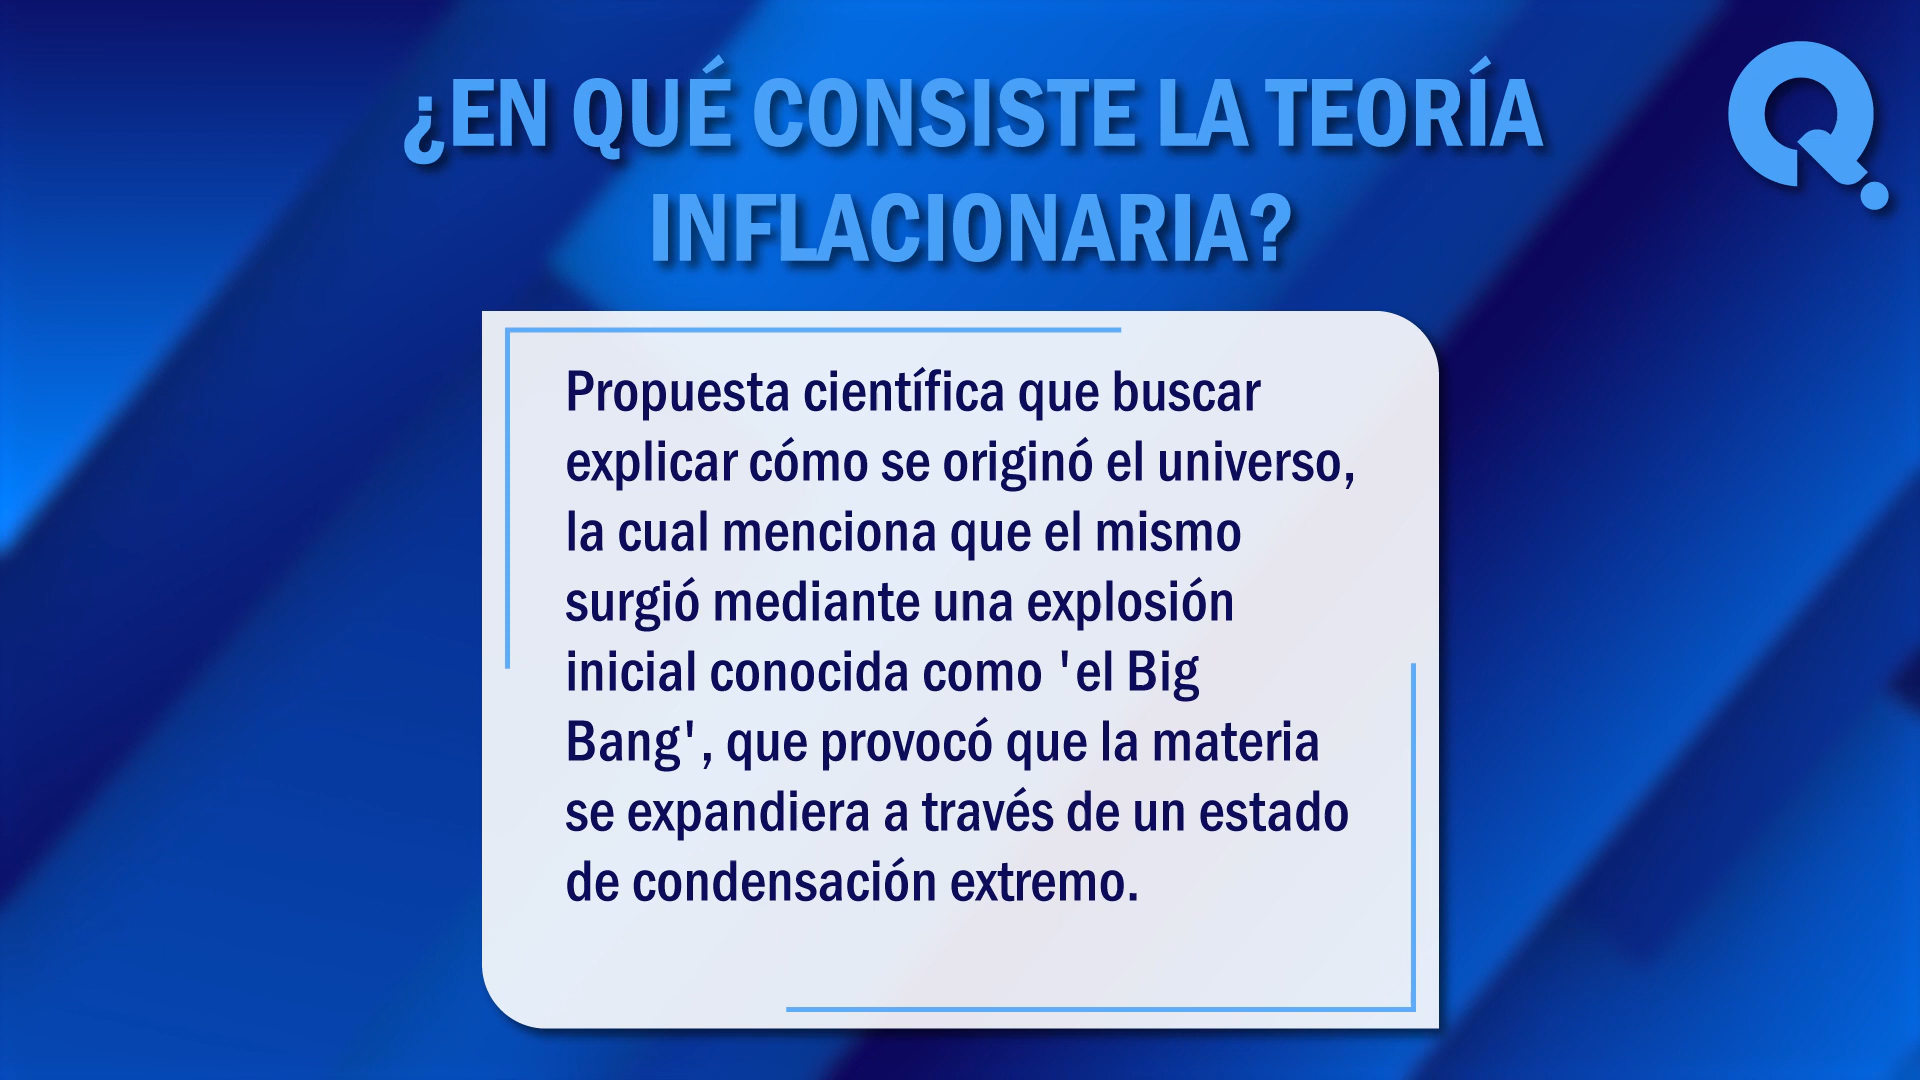 ¿EN QUÉ CONSISTE LA TEORÍA
INFLACIONARIA?
Q.
Propuesta científica que buscar
explicar cómo se originó el universo,
la cual menciona que el mismo
surgió mediante una explosión
inicial conocida como 'el Big
Bang', que provocó que la materia
se expandiera a través de un estado
de condensación extremo.